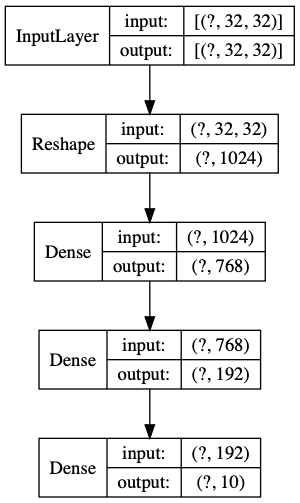 InputLayer
input: [(?, 32, 32)]
output: [(?, 32, 32)]
Reshape
input: (?, 32, 32)
output: (?, 1024)
Dense
input: (?, 1024)
output: (?, 768)
Dense
input: (?, 768)
output: (?, 192)
Dense
input: (?, 192)
output: (?, 10)